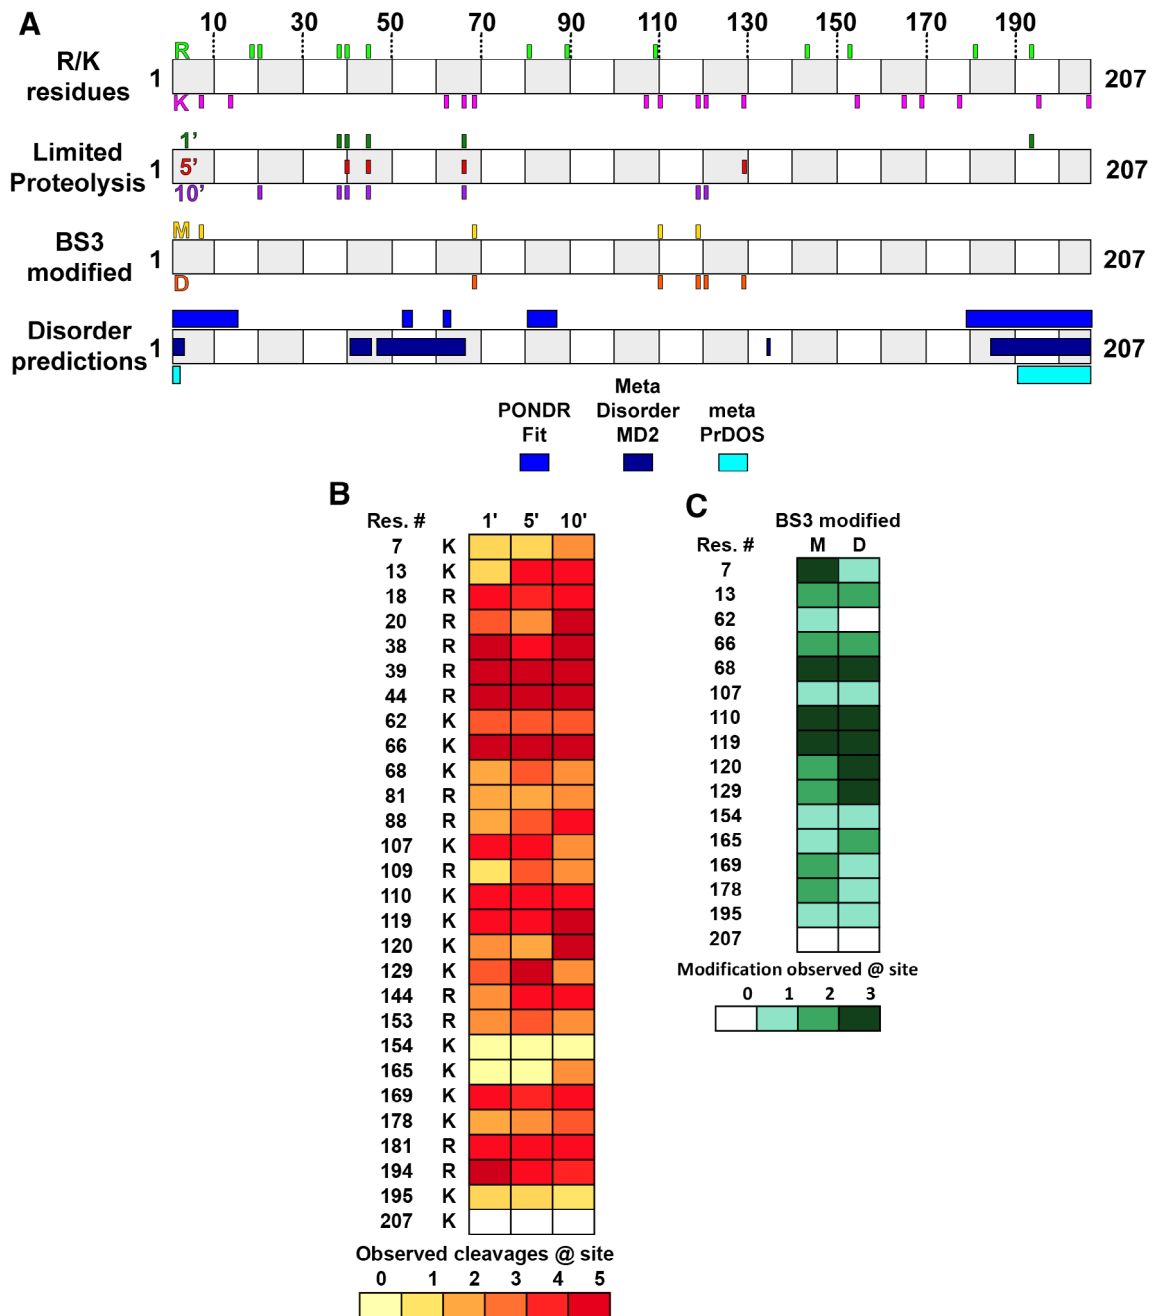 A
10 30 50 70 90 110 130 150 170 190
R
R/K
residues
1
207
K
1'
Limited
Proteolysis
1
5'
207
10'
M
BS3
modified
1
207
D
Disorder
predictions
1
207
PONDR
Fit
Meta
Disorder
MD2
meta
PrDOS
B
Res. # 1' 5' 10'
7 K
13 K
18 R
20 R
38 R
39 R
44 R
62 K
66 K
68 K
81 R
88 R
107 K
109 R
110 K
119 K
120 K
129 K
144 R
153 R
154 K
165 K
169 K
178 K
181 R
194 R
195 K
207 K
Observed cleavages @ site
0 1 2 3 4 5
C
BS3 modified
Res. # M D
7
13
62
66
68
107
110
119
120
129
154
165
169
178
195
207
Modification observed @ site
0 1 2 3